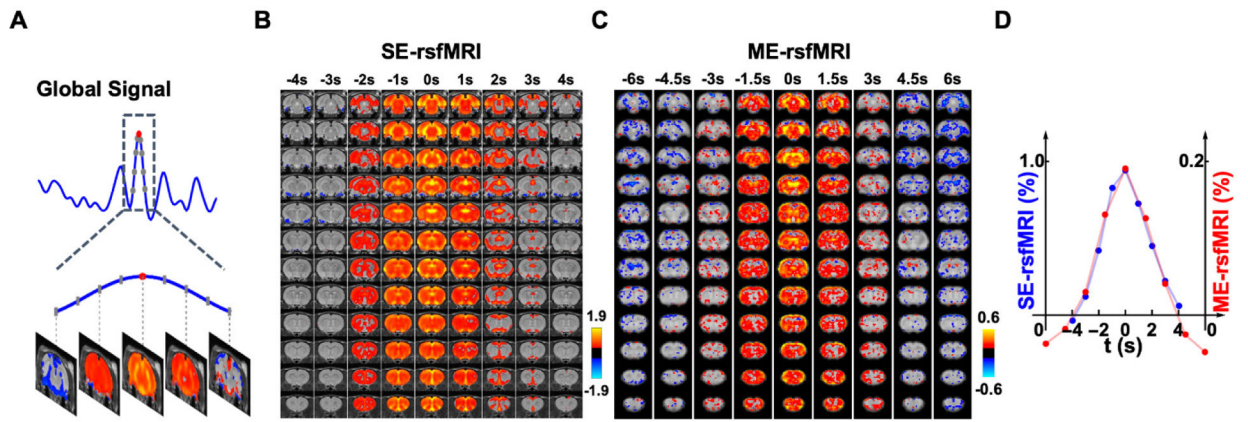 A
Global Signal
B
SE-rsfMRI
-4s -3s -2s -1s 0s 1s 2s 3s 4s
1.9
-1.9
C
ME-rsfMRI
-6s -4.5s -3s -1.5s 0s 1.5s 3s 4.5s 6s
0.6
-0.6
D
1.0
0.2
SE-rsfMRI (%)
ME-rsfMRI (%)
0 −4 −2 0 2 4 0
t (s)